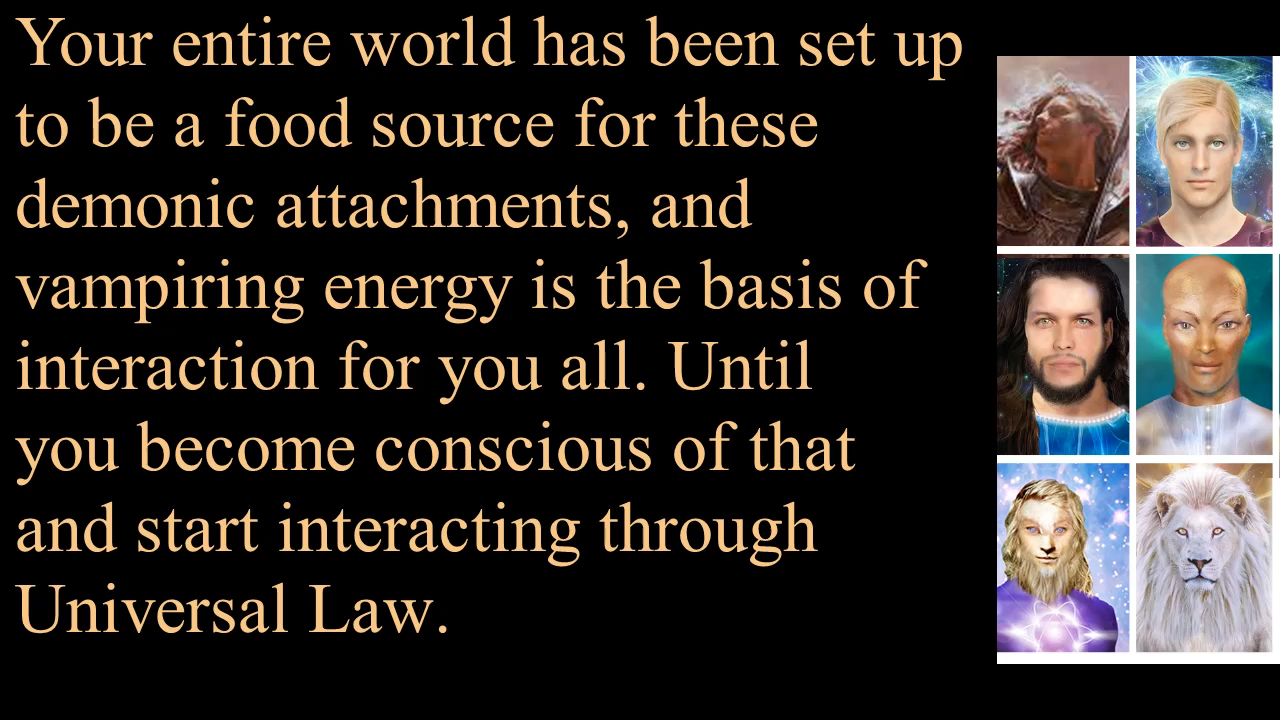 Your entire world has been set up
to be a food source for these
demonic attachments, and
vampiring energy is the basis of
interaction for you all. Until
you become conscious of that
and start interacting through
Universal Law.